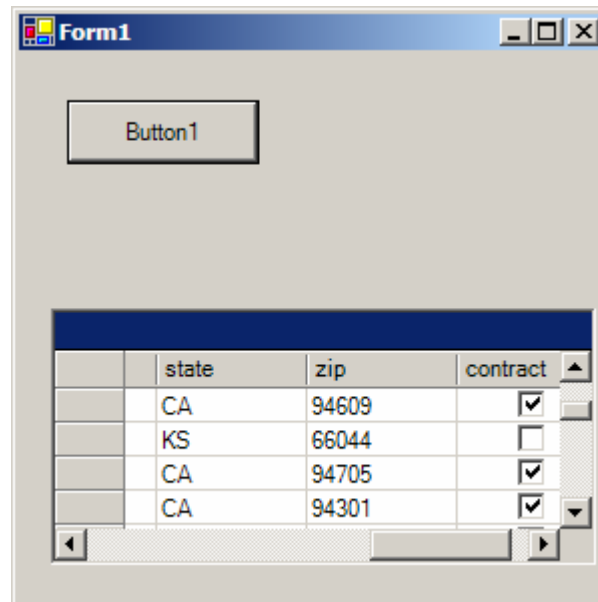 Form1
Button1
state zip contract
CA 94609
KS 66044
CA 94705
CA 94301